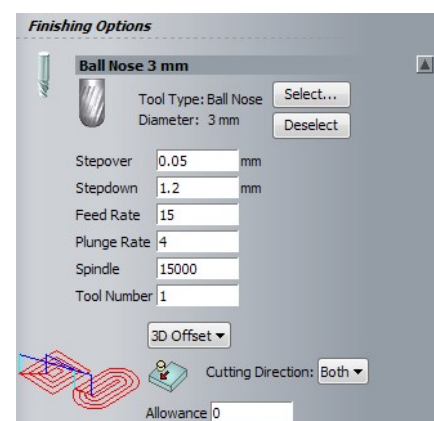 Finishing Options
Ball Nose 3 mm
Tool Type: Ball Nose Select...
Diameter: 3 mm Deselect
Stepover 0.05 mm
Stepdown 1.2 mm
Feed Rate 15
Plunge Rate 4
Spindle 15000
Tool Number 1
3D Offset
Cutting Direction: Both
Allowance 0